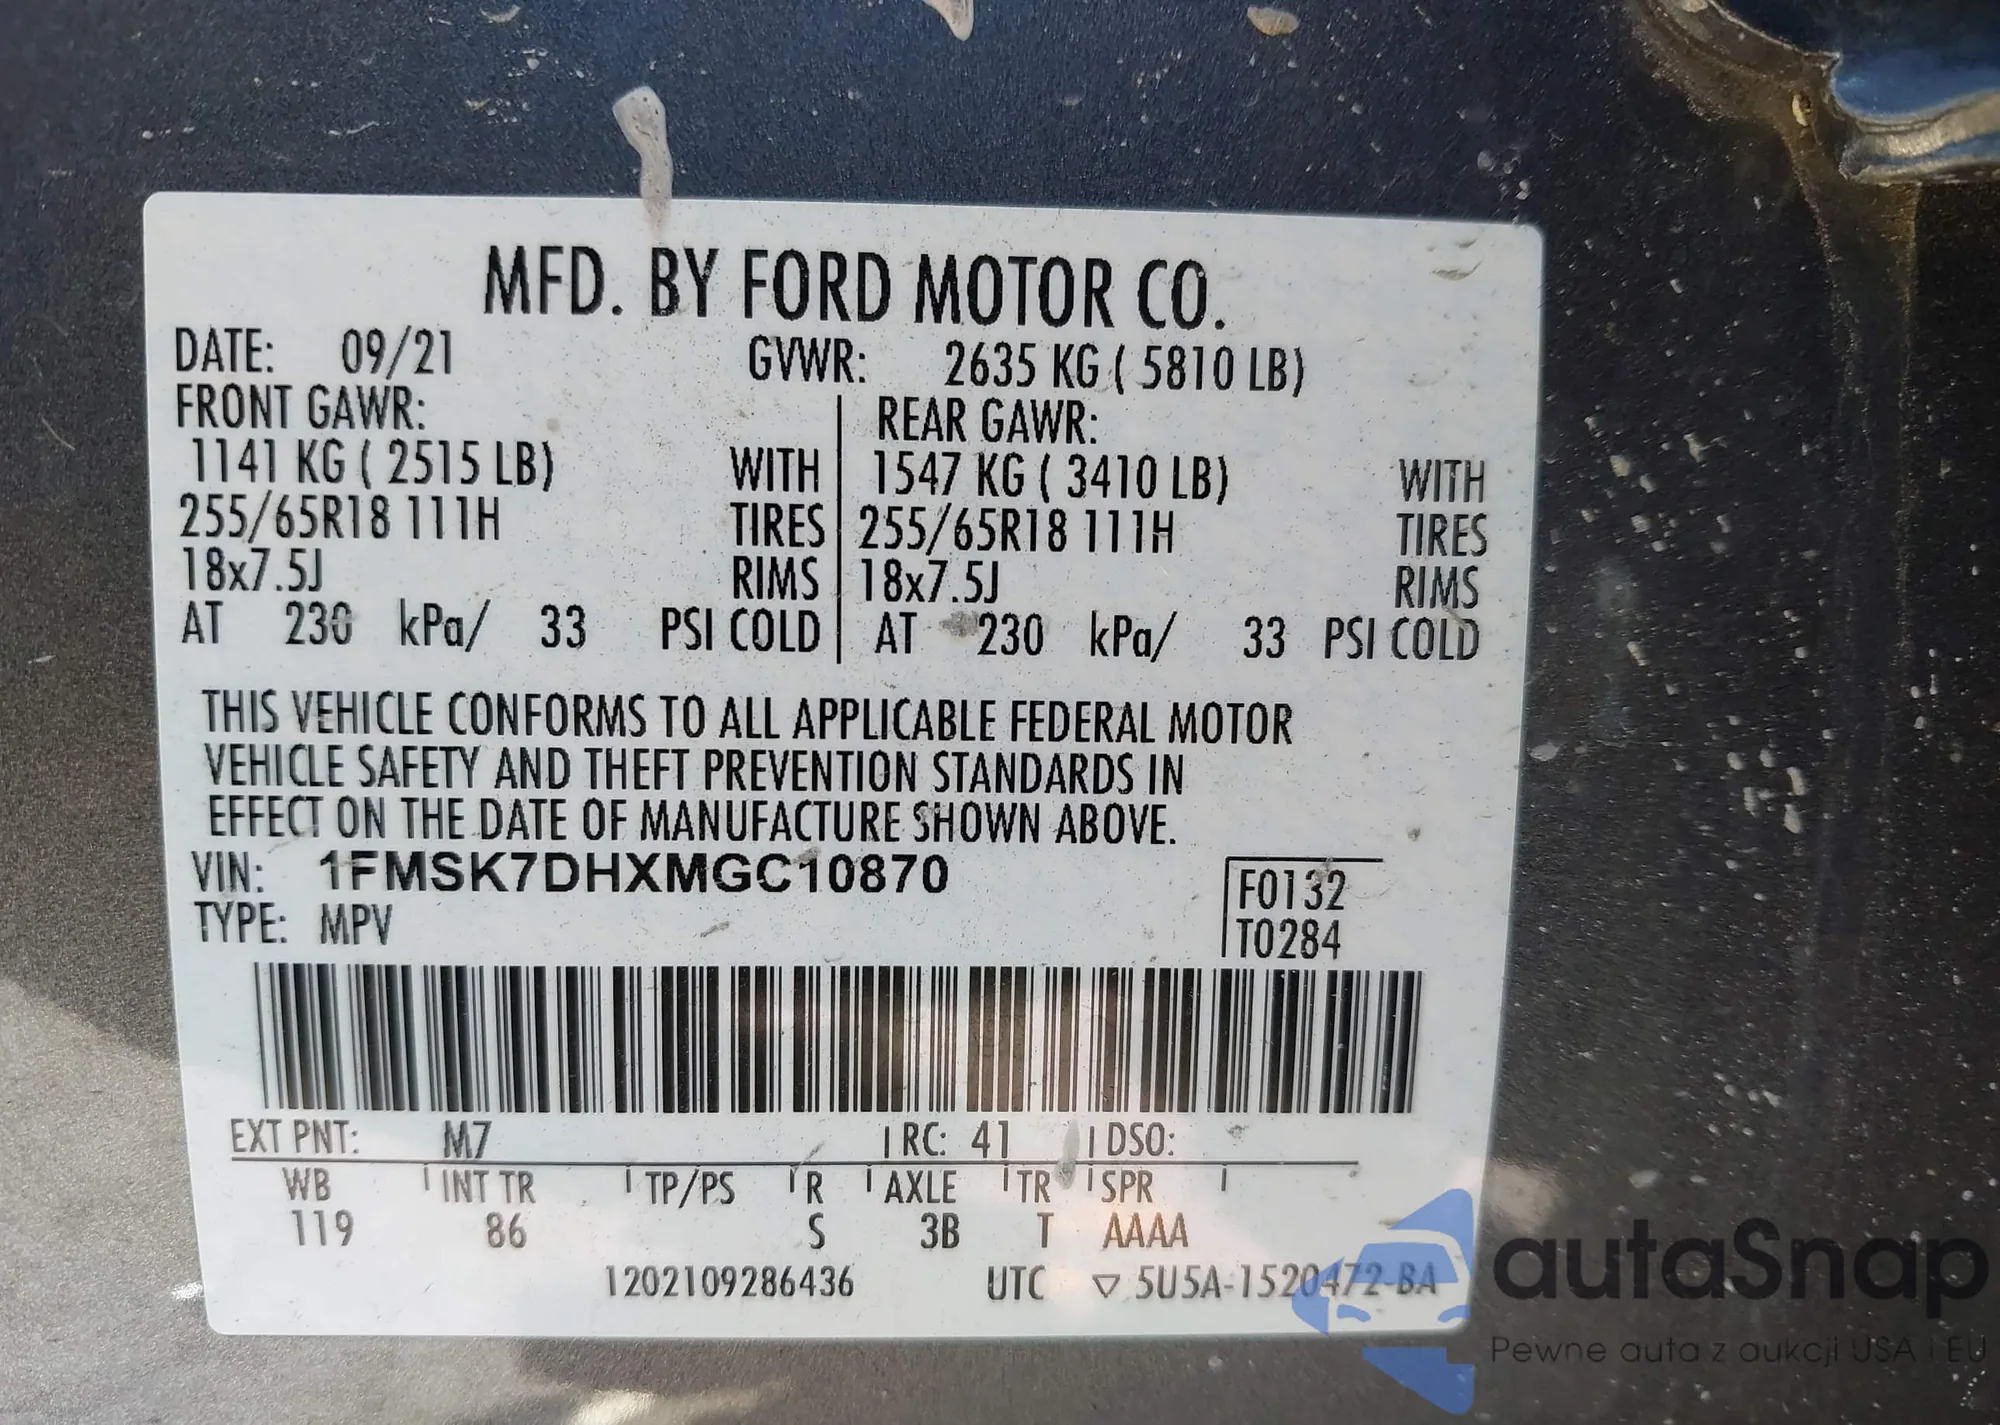 MFD. BY FORD MOTOR CO.
DATE: 09/21 GVWR: 2635 KG ( 5810 LB)
FRONT GAWR: REAR GAWR:
1141 KG ( 2515 LB) WITH 1547 KG ( 3410 LB) WITH
255/65R18 111H TIRES 255/65R18 111H TIRES
18x7.5J RIMS 18x7.5J RIMS
AT 230 kPa/ 33 PSI COLD AT 230 kPa/ 33 PSI COLD
THIS VEHICLE CONFORMS TO ALL APPLICABLE FEDERAL MOTOR
VEHICLE SAFETY AND THEFT PREVENTION STANDARDS IN
EFFECT ON THE DATE OF MANUFACTURE SHOWN ABOVE.
VIN: 1FMSK7DHXMGC10870
F0132
TYPE: MPV
T0284
EXT PNT: M7 RC: 41 DSO:
WB INT TR TP/PS R AXLE TR SPR
119 86 S 3B T AAAA
1202109286436 UTC ▽ 5U5A-1520472-BA
autaSnap
Pewne auta z aukcji USA i EU